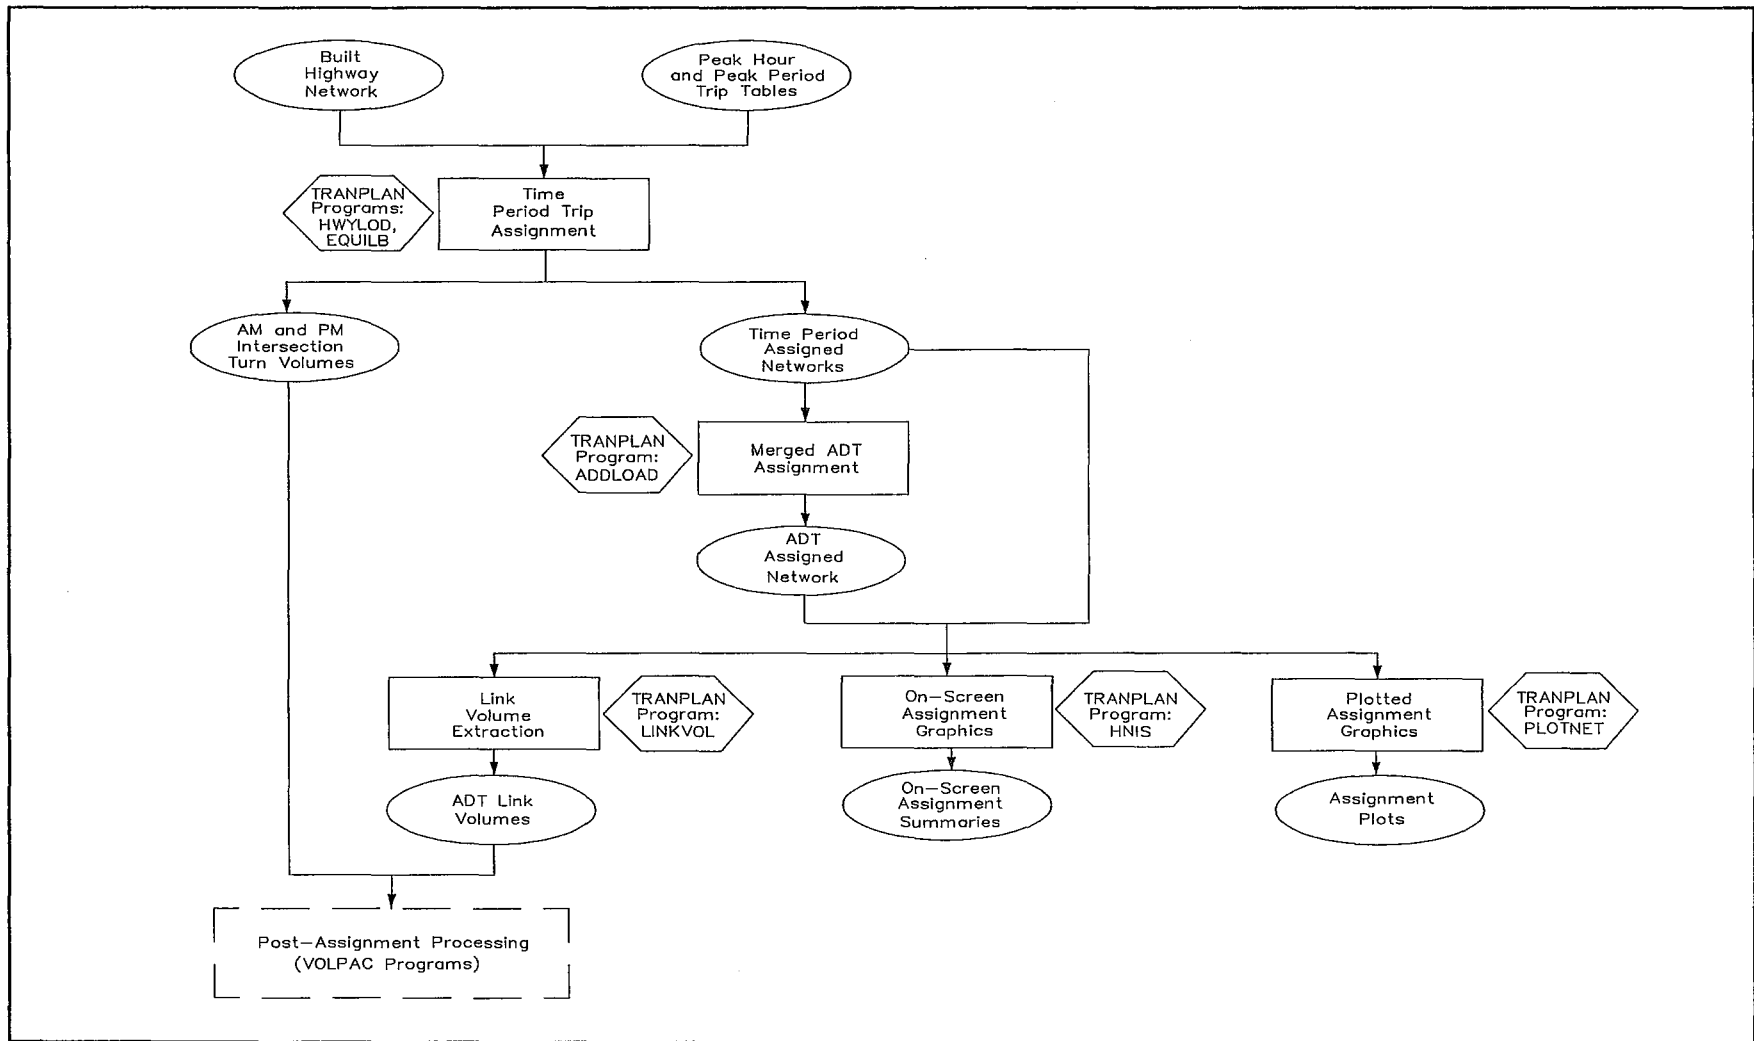 Built
Highway
Network
Peak Hour
and Peak Period
Trip Tables
TRANPLAN
Programs:
HWYLOD,
EQUILB
Time
Period Trip
Assignment
AM and PM
Intersection
Turn Volumes
Time Period
Assigned
Networks
TRANPLAN
Program:
ADDLOAD
Merged ADT
Assignment
ADT
Assigned
Network
Link
Volume
Extraction
TRANPLAN
Program:
LINKVOL
On-Screen
Assignment
Graphics
TRANPLAN
Program:
HNIS
Plotted
Assignment
Graphics
TRANPLAN
Program:
PLOTNET
ADT Link
Volumes
On-Screen
Assignment
Summaries
Assignment
Plots
Post-Assignment Processing
(VOLPAC Programs)